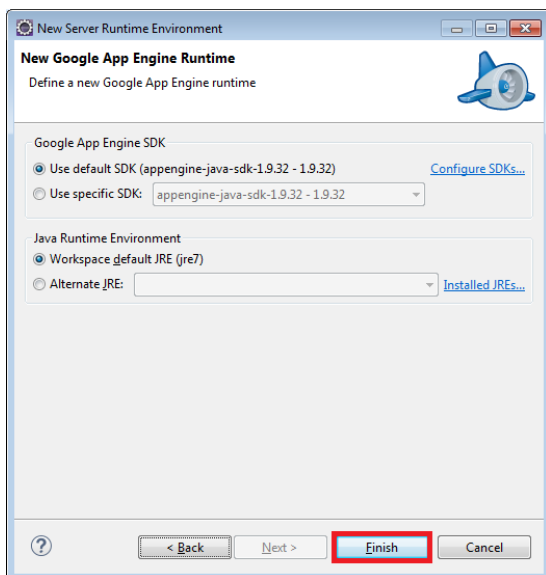 New Server Runtime Environment
New Google App Engine Runtime
Define a new Google App Engine runtime
Google App Engine SDK
Use default SDK (appengine-java-sdk-1.9.32 - 1.9.32) Configure SDKs...
Use specific SDK: appengine-java-sdk-1.9.32 - 1.9.32
Java Runtime Environment
Workspace default JRE (jre7)
Alternate JRE: Installed JREs...
? < Back Next > Finish Cancel